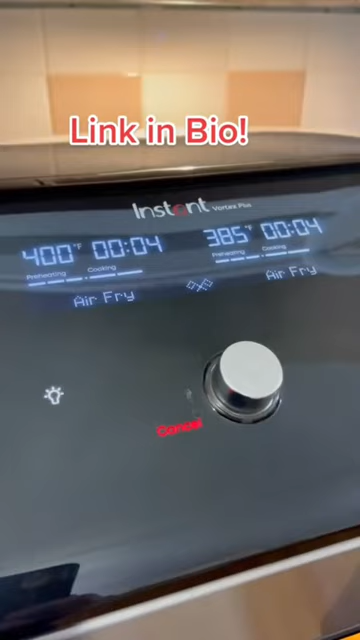 Link in Bio!
Instant Vortex Plus
400°F 00:04
Preheating Cooking
Air Fry
385°F 00:04
Preheating Cooking
Air Fry
Cancel